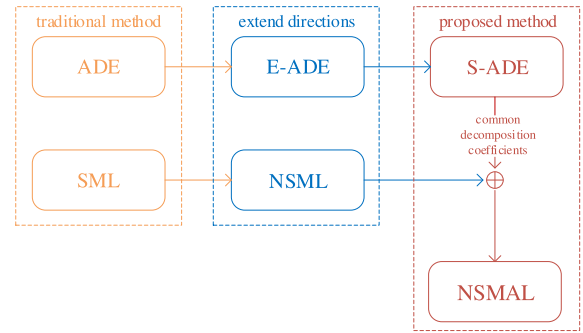 traditional method
extend directions
proposed method
ADE
E-ADE
S-ADE
common
decomposition
coefficients
SML
NSML
NSMAL